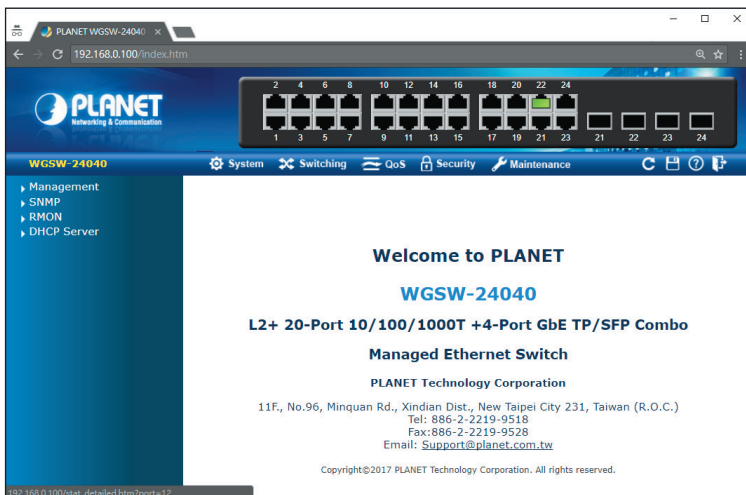 PLANET WGSW-24040
192.168.0.100/index.htm
PLANET
Networking & Communication
2 4 6 8 10 12 14 16 18 20 22 24
1 3 5 7 9 11 13 15 17 19 21 23 21 22 23 24
WGSW-24040
System Switching QoS Security Maintenance
Management
SNMP
RMON
DHCP Server
Welcome to PLANET
WGSW-24040
L2+ 20-Port 10/100/1000T +4-Port GbE TP/SFP Combo
Managed Ethernet Switch
PLANET Technology Corporation
11F., No.96, Minquan Rd., Xindian Dist., New Taipei City 231, Taiwan (R.O.C.)
Tel: 886-2-2219-9518
Fax:886-2-2219-9528
Email: Support@planet.com.tw
Copyright©2017 PLANET Technology Corporation. All rights reserved.
192.168.0.100/stat_detailed.htm?port=12